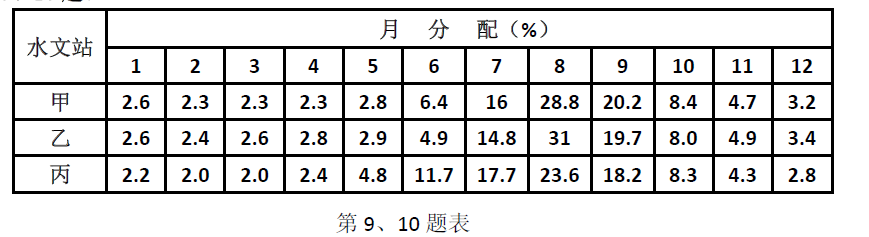 水文站 月 分 配（%）
1 2 3 4 5 6 7 8 9 10 11 12
甲 2.6 2.3 2.3 2.3 2.8 6.4 16 28.8 20.2 8.4 4.7 3.2
乙 2.6 2.4 2.6 2.8 2.9 4.9 14.8 31 19.7 8.0 4.9 3.4
丙 2.2 2.0 2.0 2.4 4.8 11.7 17.7 23.6 18.2 8.3 4.3 2.8
第 9、10 题表